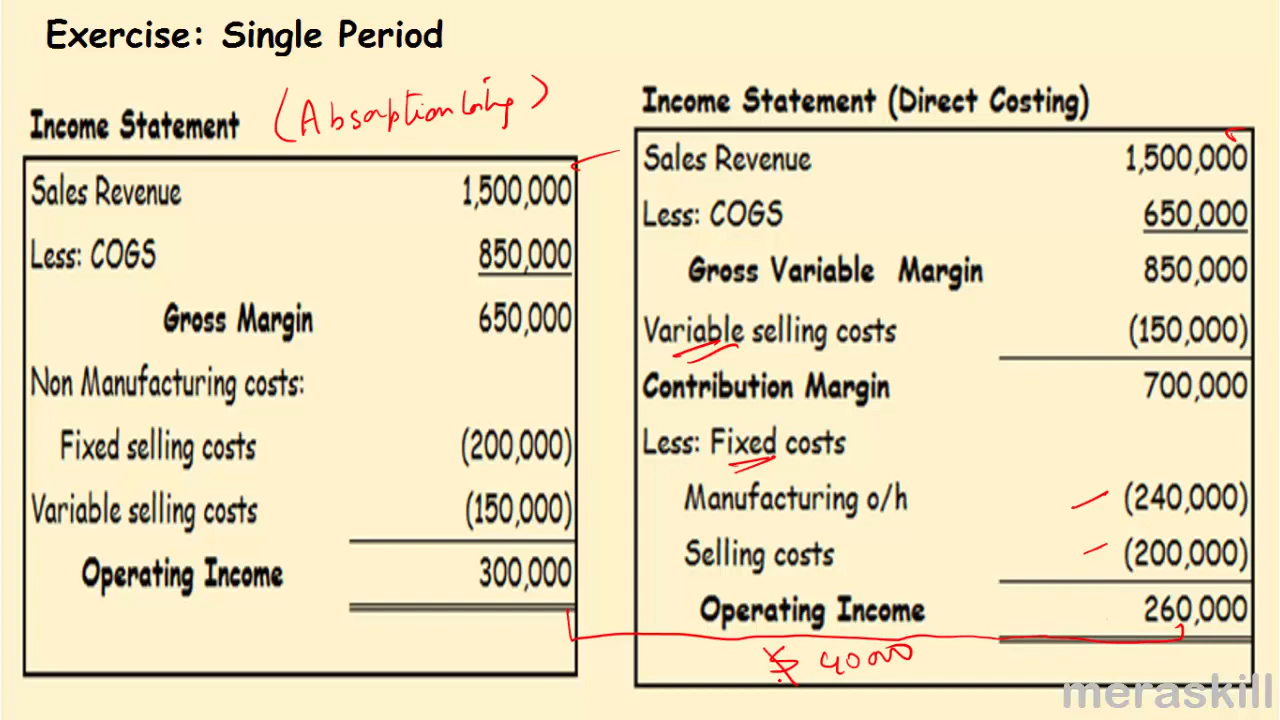 Exercise: Single Period
Income Statement (Absorption Costing)
Sales Revenue 1,500,000
Less: COGS 850,000
Gross Margin 650,000
Non Manufacturing costs:
Fixed selling costs (200,000)
Variable selling costs (150,000)
Operating Income 300,000
Income Statement (Direct Costing)
Sales Revenue 1,500,000
Less: COGS 650,000
Gross Variable Margin 850,000
Variable selling costs (150,000)
Contribution Margin 700,000
Less: Fixed costs
Manufacturing o/h (240,000)
Selling costs (200,000)
Operating Income 260,000
$ 40000
meraskill